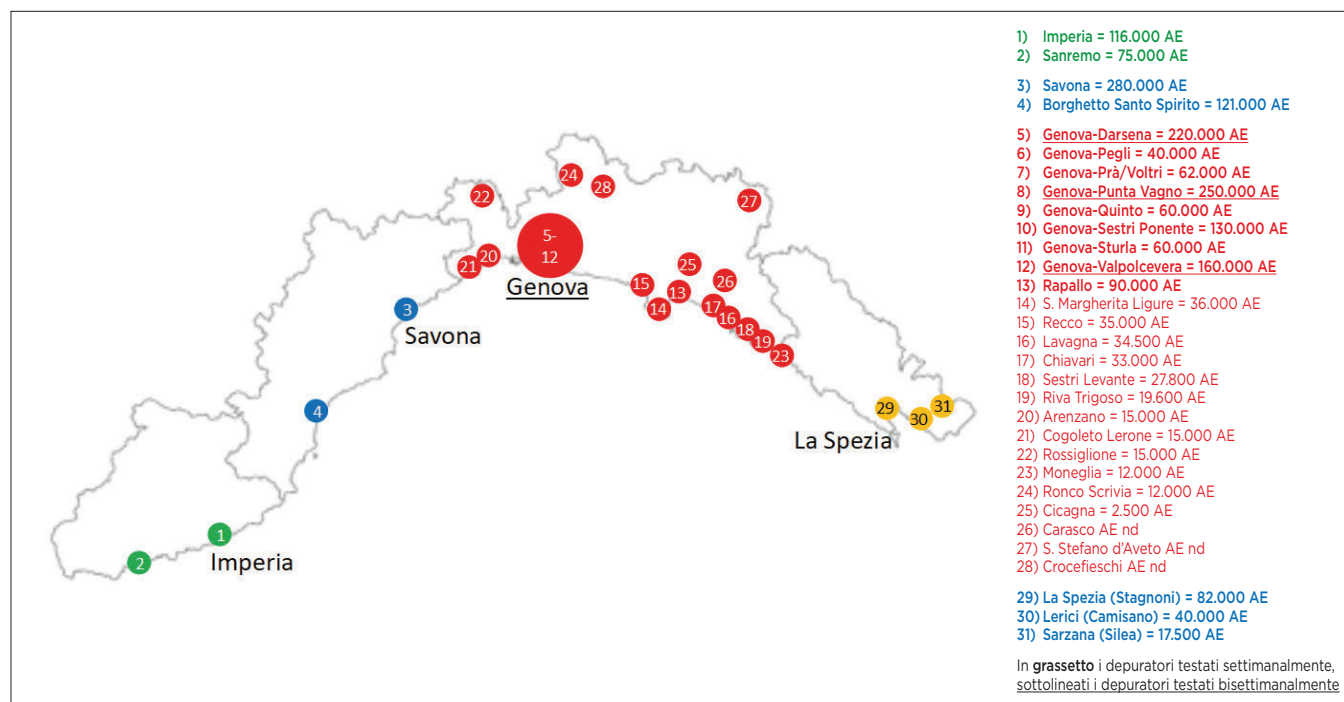 22
24
28
27
5-
12
21
20
Genova
25
15
13
26
14
17
16
18
19
23
3
Savona
4
29
30
31
La Spezia
1
Imperia
2
1) Imperia = 116.000 AE
2) Sanremo = 75.000 AE
3) Savona = 280.000 AE
4) Borghetto Santo Spirito = 121.000 AE
5) Genova-Darsena = 220.000 AE
6) Genova-Pegli = 40.000 AE
7) Genova-Prà/Voltri = 62.000 AE
8) Genova-Punta Vagno = 250.000 AE
9) Genova-Quinto = 60.000 AE
10) Genova-Sestri Ponente = 130.000 AE
11) Genova-Sturla = 60.000 AE
12) Genova-Valpolcevera = 160.000 AE
13) Rapallo = 90.000 AE
14) S. Margherita Ligure = 36.000 AE
15) Recco = 35.000 AE
16) Lavagna = 34.500 AE
17) Chiavari = 33.000 AE
18) Sestri Levante = 27.800 AE
19) Riva Trigoso = 19.600 AE
20) Arenzano = 15.000 AE
21) Cogoleto Lerone = 15.000 AE
22) Rossiglione = 15.000 AE
23) Moneglia = 12.000 AE
24) Ronco Scrivia = 12.000 AE
25) Cicagna = 2.500 AE
26) Carasco AE nd
27) S. Stefano d'Aveto AE nd
28) Crocefieschi AE nd
29) La Spezia (Stagnoni) = 82.000 AE
30) Lerici (Camisano) = 40.000 AE
31) Sarzana (Silea) = 17.500 AE
In grassetto i depuratori testati settimanalmente,
sottolineati i depuratori testati bisettimanalmente